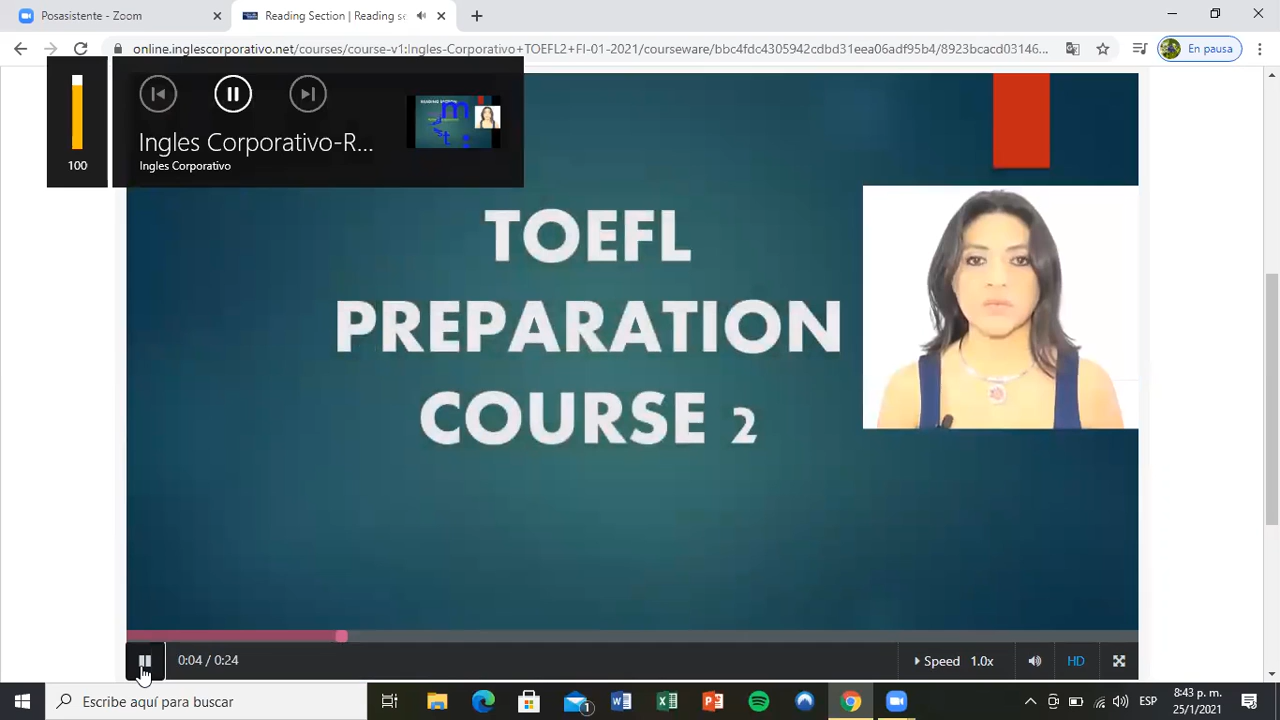 Posasistente - Zoom
Reading Section | Reading se
online.inglescorporativo.net/courses/course-v1:Ingles-Corporativo+TOEFL2+FI-01-2021/courseware/bbc4fdc4305942cdbd31eea06adf95b4/8923bcacd03146...
En pausa
100
Ingles Corporativo-R...
Ingles Corporativo
TOEFL
PREPARATION
COURSE 2
0:04 / 0:24
Speed 1.0x
HD
Escribe aquí para buscar
1
ESP
8:43 p. m.
25/1/2021